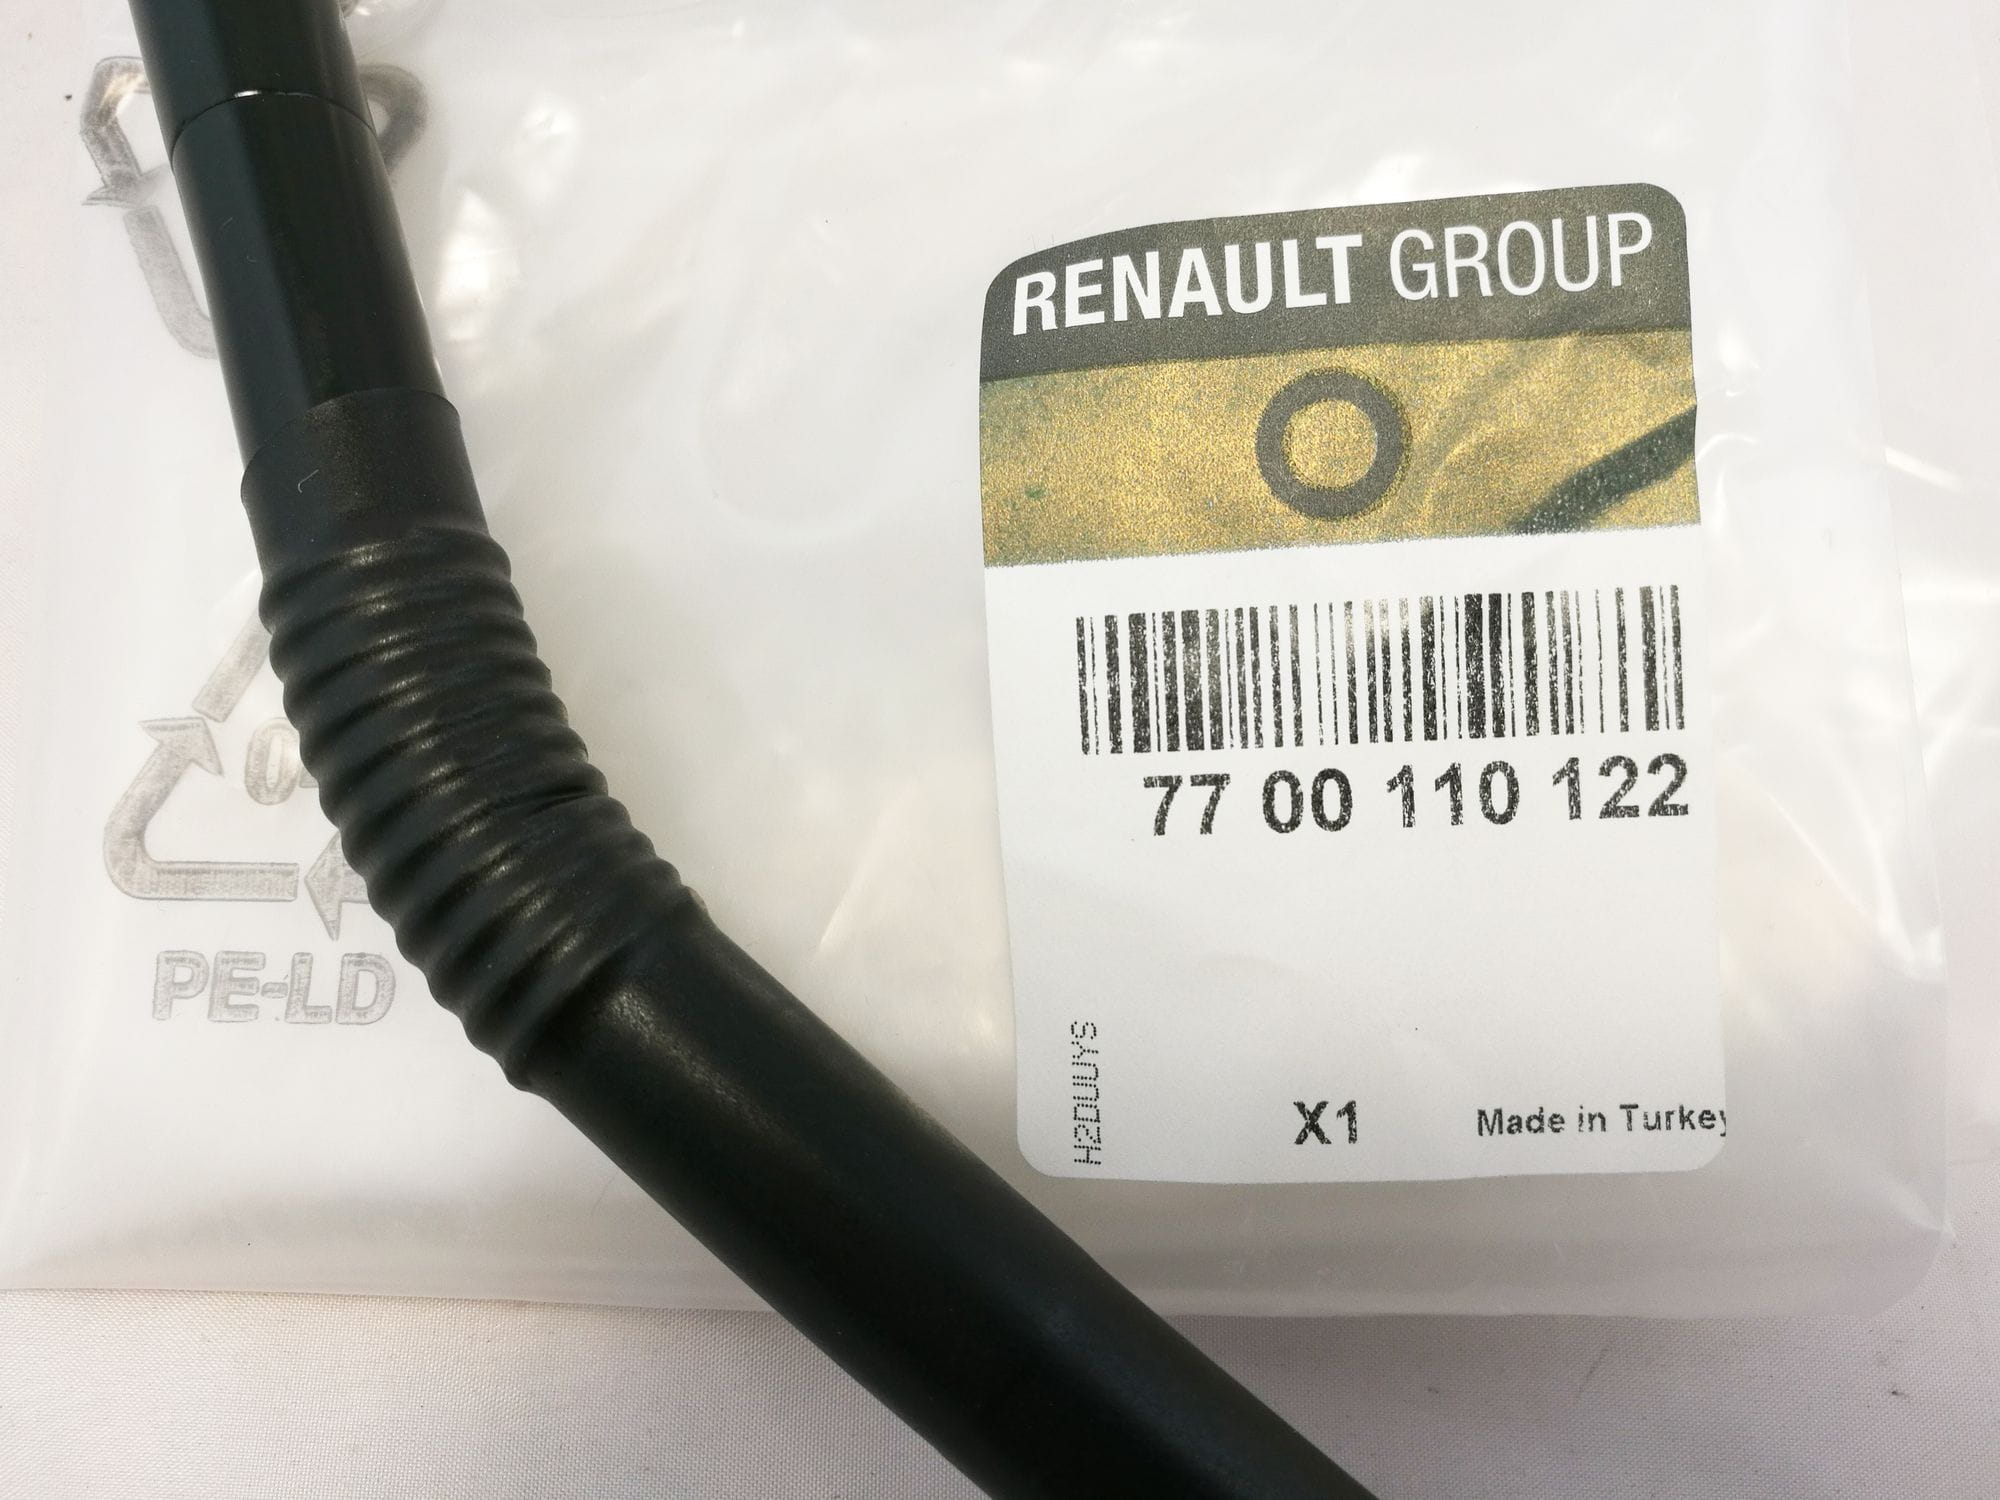 RENAULT GROUP
77 00 110 122
H2DUUYS
X1
Made in Turkey
PE-LD